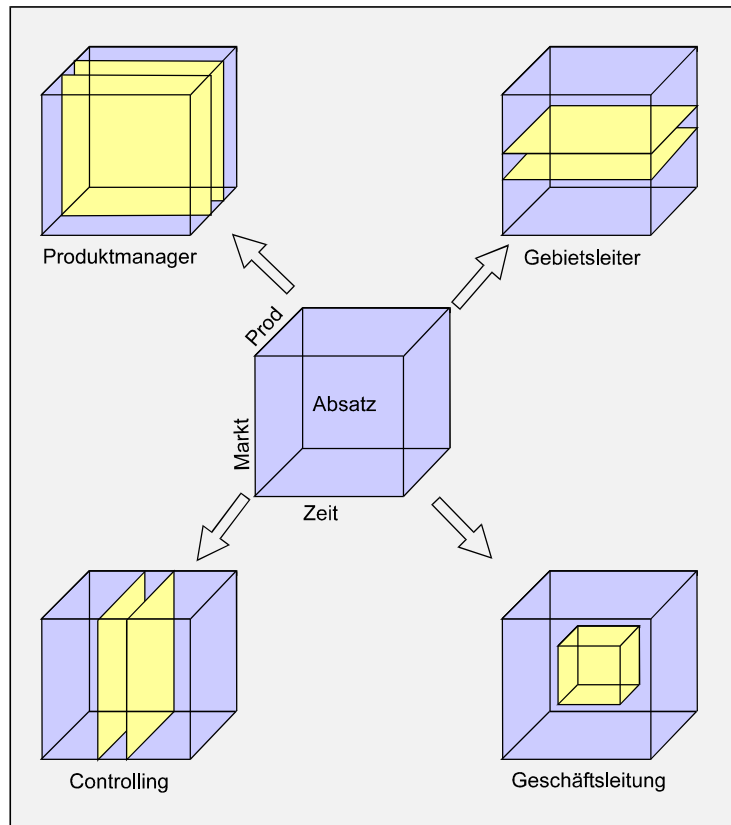 Produktmanager
Gebietsleiter
Prod
Markt
Absatz
Zeit
Controlling
Geschäftsleitung